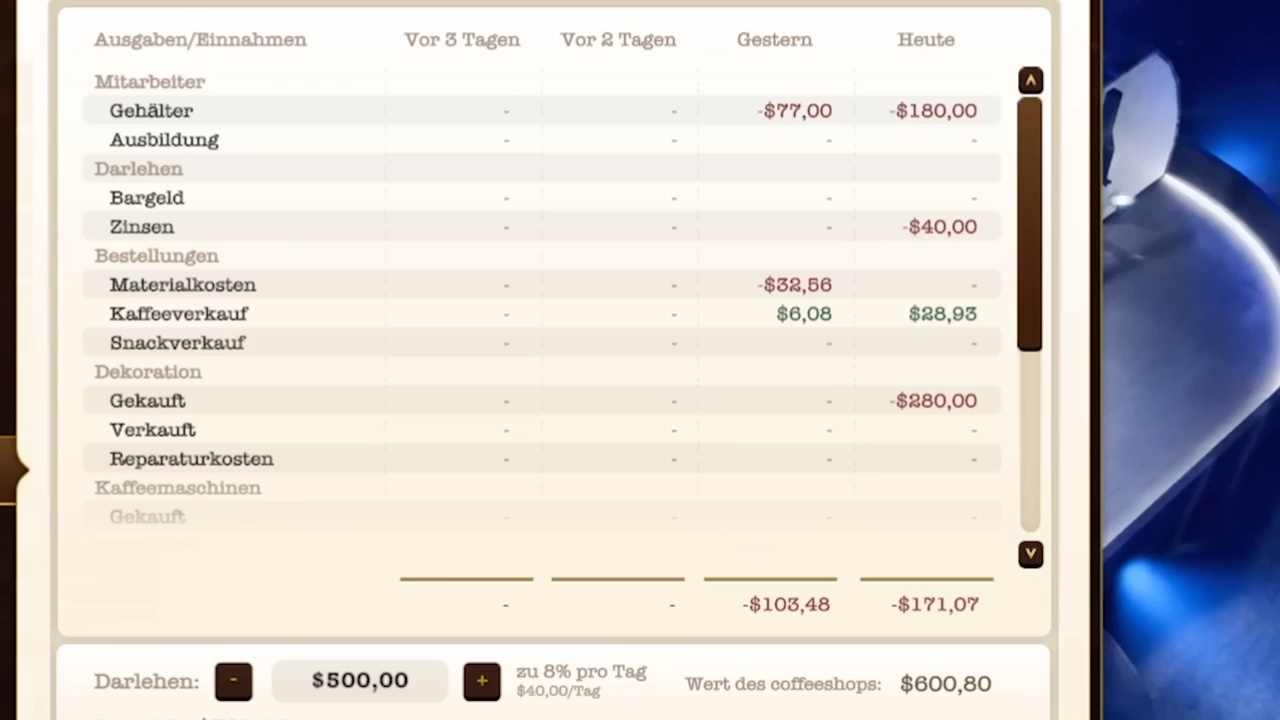 Ausgaben/Einnahmen Vor 3 Tagen Vor 2 Tagen Gestern Heute
Mitarbeiter
Gehälter - - -$77,00 -$180,00
Ausbildung - - - -
Darlehen
Bargeld - - - -
Zinsen - - - -$40,00
Bestellungen
Materialkosten - - -$32,56 -
Kaffeeverkauf - - $6,08 $28,93
Snackverkauf - - - -
Dekoration
Gekauft - - - -$280,00
Verkauft - - - -
Reparaturkosten - - - -
Kaffeemaschinen
Gekauft - - - -
- - -$103,48 -$171,07
Darlehen: - $500,00 + zu 8% pro Tag
$40,00/Tag
Wert des coffeeshops: $600,80